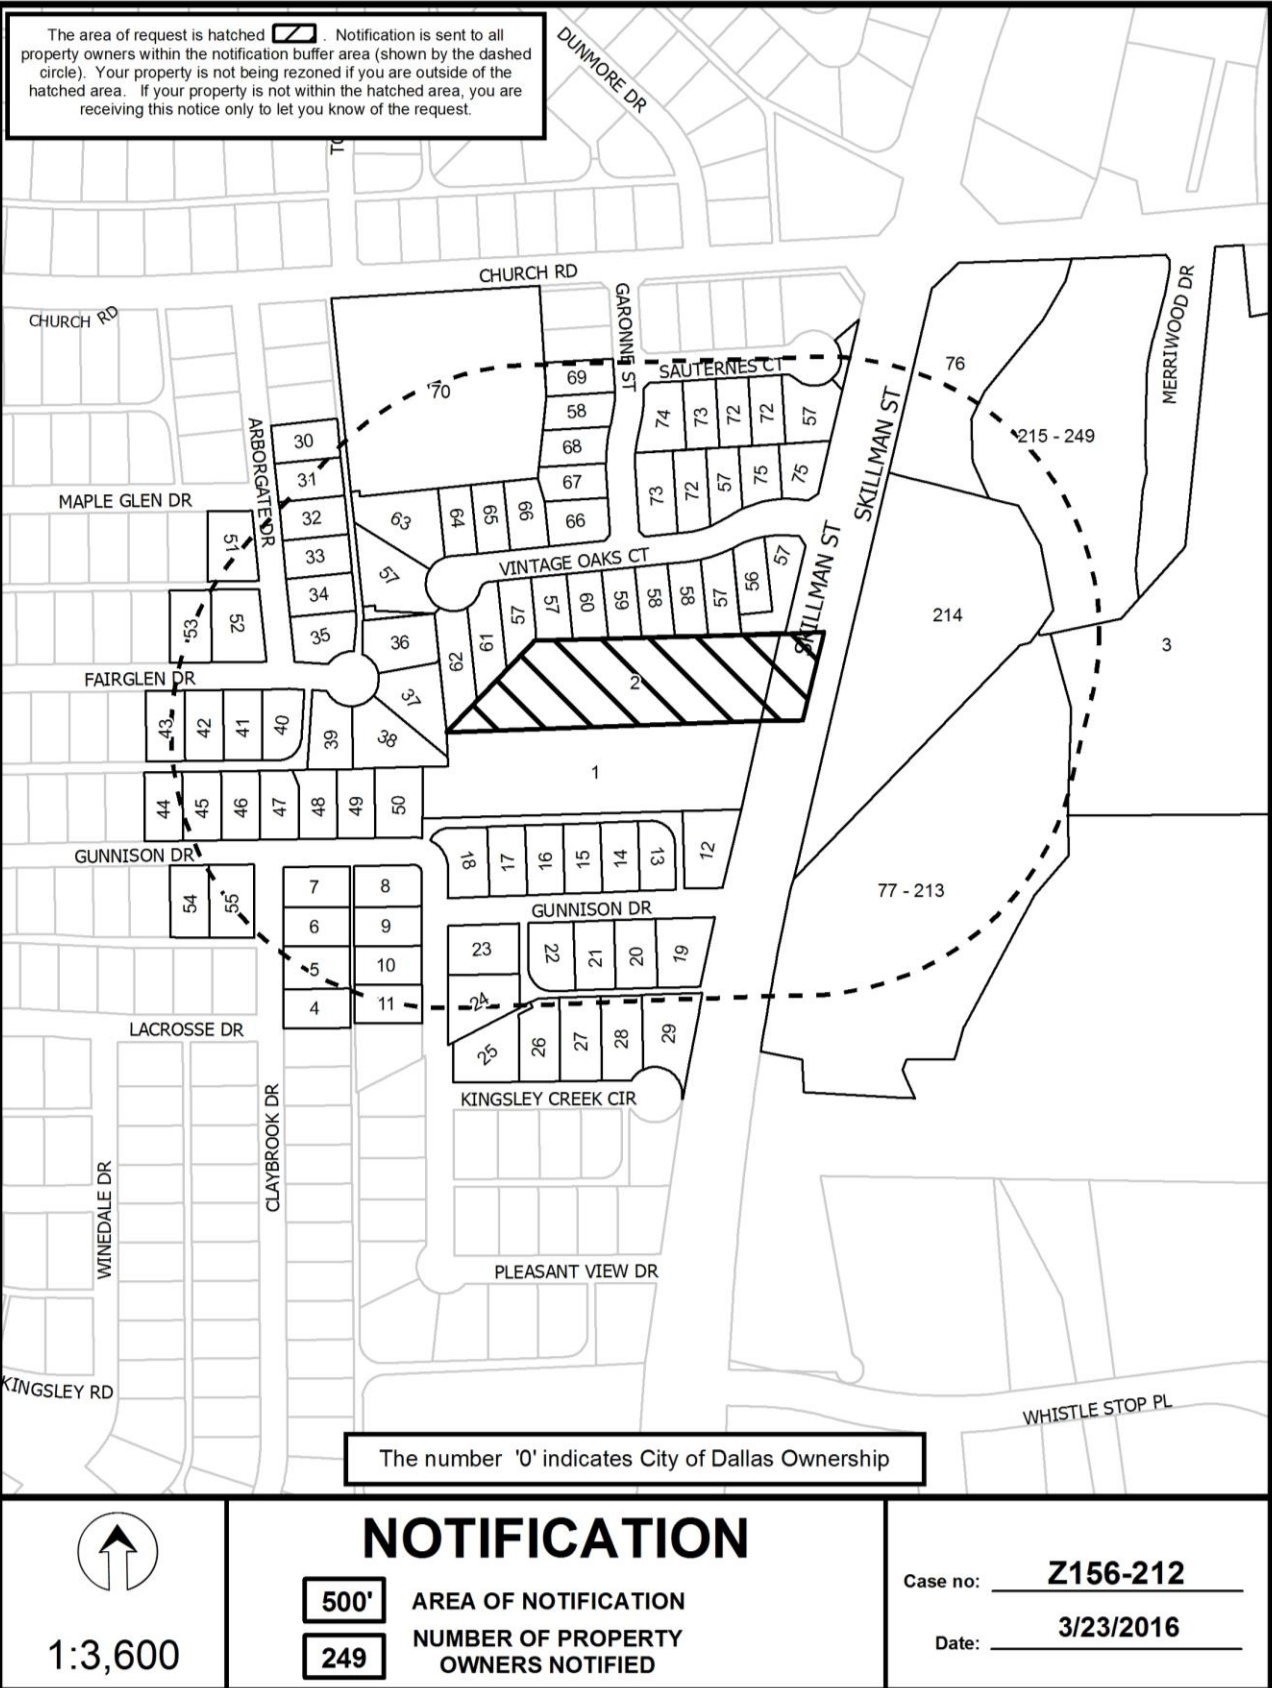 The area of request is hatched . Notification is sent to all
property owners within the notification buffer area (shown by the dashed
circle). Your property is not being rezoned if you are outside of the
hatched area. If your property is not within the hatched area, you are
receiving this notice only to let you know of the request.
DUNMORE DR
CHURCH RD
CHURCH RD
GARONNE ST
MERRIWOOD DR
SAUTERNES CT
76
70
69
58
68
67
66
74
73
72
72
57
215 - 249
SKILLMAN ST
ARBORGATE DR
30
31
32
33
34
35
MAPLE GLEN DR
51
63
64
65
66
73
72
57
75
75
57
VINTAGE OAKS CT
57
57
60
59
58
58
57
56
57
SKILLMAN ST
214
3
53
52
36
62
61
2
FAIRGLEN DR
37
43
42
41
40
39
38
1
44
45
46
47
48
49
50
GUNNISON DR
18
17
16
15
14
13
12
54
55
7
8
6
9
5
10
4
11
GUNNISON DR
77 - 213
23
22
21
20
19
24
25
26
27
28
29
LACROSSE DR
KINGSLEY CREEK CIR
CLAYBROOK DR
WINEDALE DR
PLEASANT VIEW DR
KINGSLEY RD
WHISTLE STOP PL
The number '0' indicates City of Dallas Ownership
1:3,600
NOTIFICATION
500' AREA OF NOTIFICATION
249 NUMBER OF PROPERTY
OWNERS NOTIFIED
Case no: Z156-212
Date: 3/23/2016